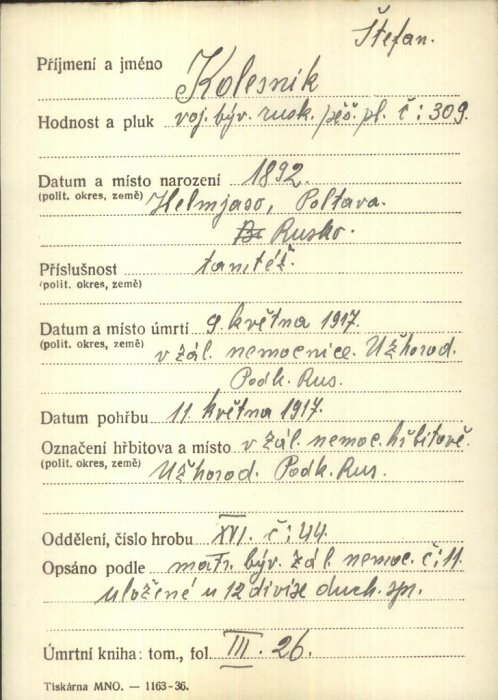 Štefan.
Příjmení a jméno Kolesnik
Hodnost a pluk voj. býv. rusk. pěš. pl. č: 309.
Datum a místo narození 1892.
(polit. okres, země) Helmjaso, Poltava.
Rusko.
Příslušnost tamtéž.
(polit. okres, země)
Datum a místo úmrtí 9. května 1917.
(polit. okres, země) v zál. nemocnice. Užhorod.
Podk. Rus.
Datum pohřbu 11. května 1917.
Označení hřbitova a místo v zál. nemoc. hřbitově.
(polit. okres, země) Užhorod. Podk. Rus.
Oddělení, číslo hrobu XVI. č: 44.
Opsáno podle matr. býv. zál. nemoc. č: 11.
uložené u 12 divise duch. spr.
Úmrtní kniha: tom., fol. III. 26.
Tiskárna MNO. — 1163-36.